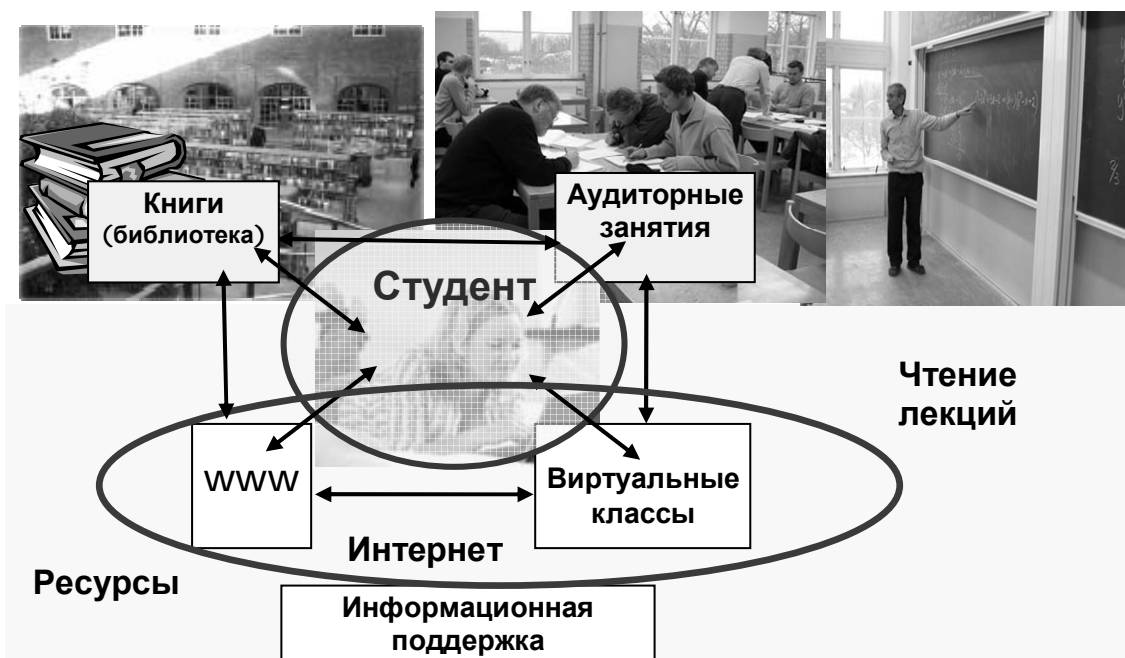 Книги
(библиотека)
Аудиторные
занятия
Студент
Чтение
лекций
www
Виртуальные
классы
Интернет
Ресурсы
Информационная
поддержка